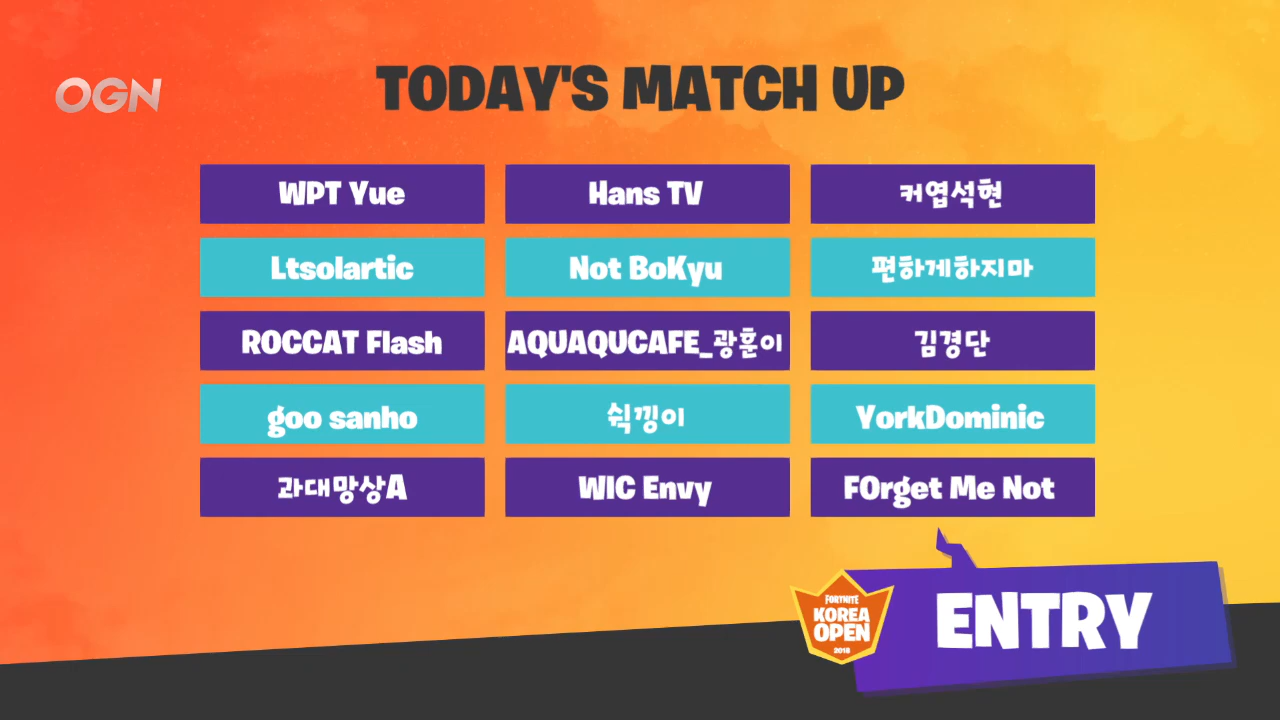 OGN
TODAY'S MATCH UP
WPT Yue
Hans TV
커엽석현
Ltsolartic
Not BoKyu
편하게하지마
ROCCAT Flash
AQUAQUCAFE_광훈이
김경단
goo sanho
쉭낑이
YorkDominic
과대망상A
WIC Envy
FOrget Me Not
FORTNITE
KOREA
OPEN
2018
ENTRY